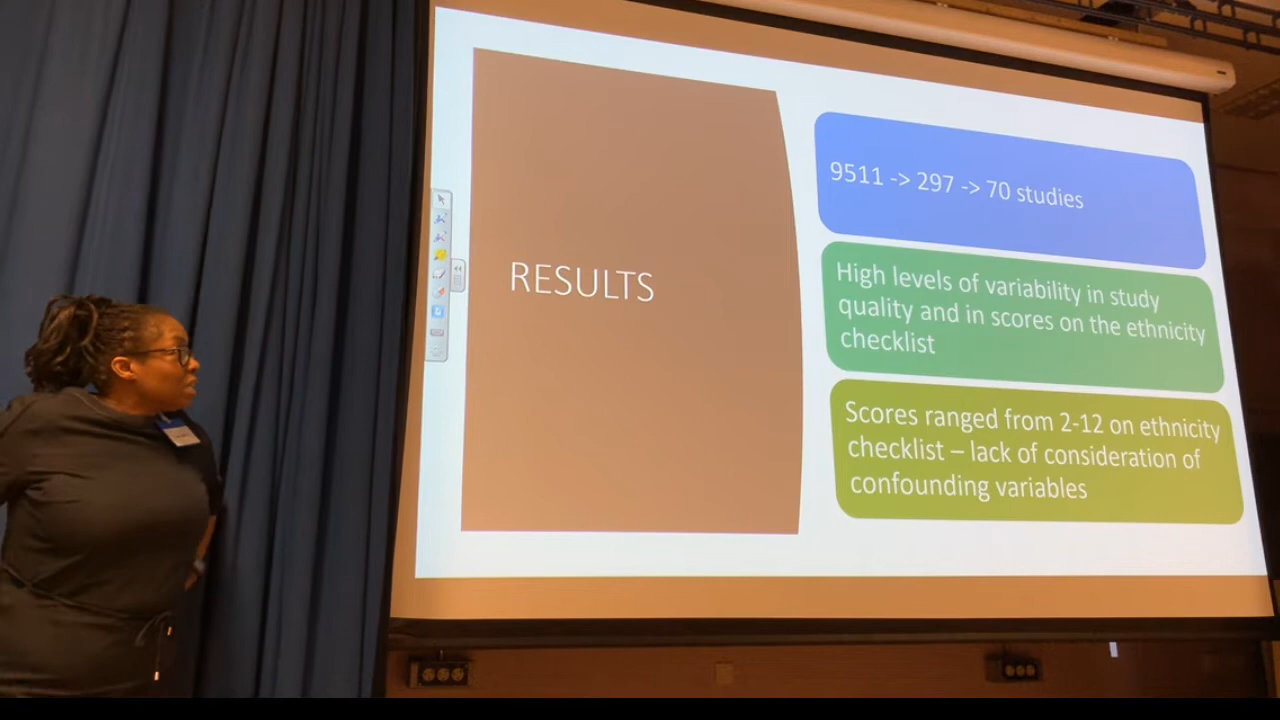 RESULTS
9511 -> 297 -> 70 studies
High levels of variability in study
quality and in scores on the ethnicity
checklist
Scores ranged from 2-12 on ethnicity
checklist – lack of consideration of
confounding variables